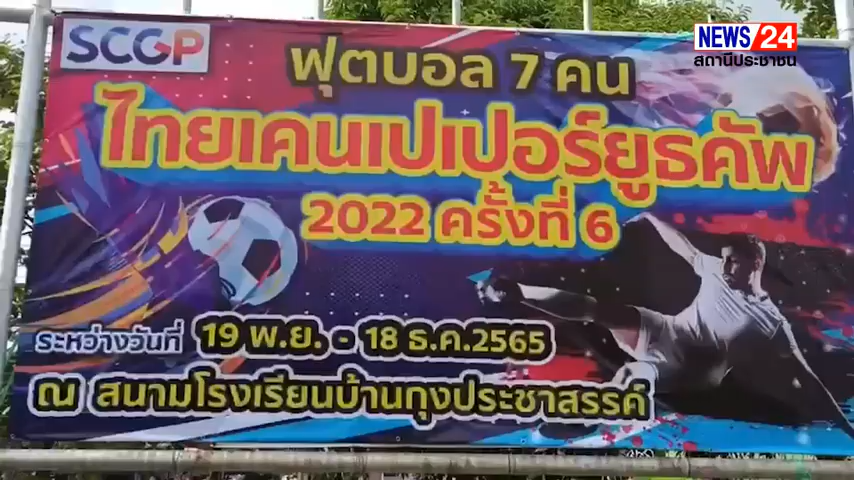 SCGP
NEWS 24
สถานีประชาชน
ฟุตบอล 7 คน
ไทยเคนเปเปอร์ยูธคัพ
2022 ครั้งที่ 6
ระหว่างวันที่ 19 พ.ย. - 18 ธ.ค.2565
ณ สนามโรงเรียนบ้านกุงประชาสรรค์